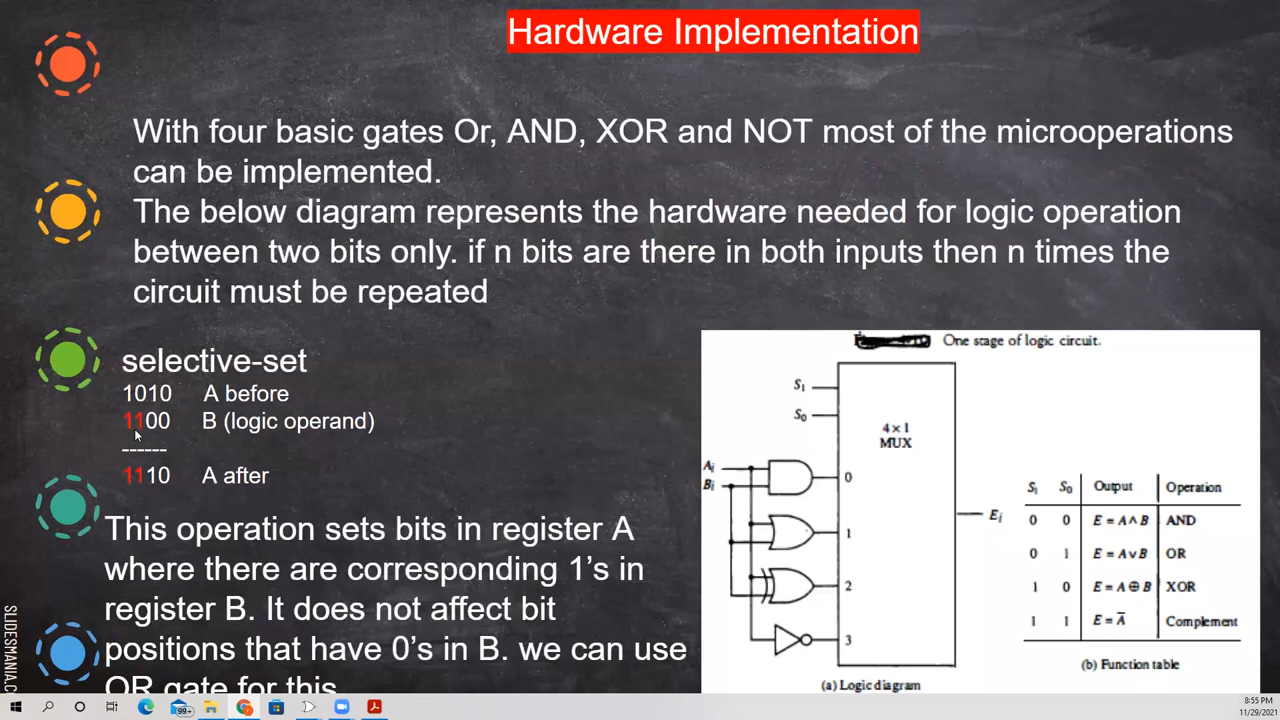 Hardware Implementation
With four basic gates Or, AND, XOR and NOT most of the microoperations
can be implemented.
The below diagram represents the hardware needed for logic operation
between two bits only. if n bits are there in both inputs then n times the
circuit must be repeated
selective-set
1010 A before
1100 B (logic operand)
------
1110 A after
This operation sets bits in register A
where there are corresponding 1's in
register B. It does not affect bit
positions that have 0's in B. we can use
OR gate for this
One stage of logic circuit.
S1
S0
4×1
MUX
Ai
Bi
0
1
2
3
Ei
(a) Logic diagram
S1 S0 Output Operation
0 0 E = A ∧ B AND
0 1 E = A ∨ B OR
1 0 E = A ⊕ B XOR
1 1 E = A̅ Complement
(b) Function table
SLIDESMANIA.C
99+
8:55 PM
11/29/2021